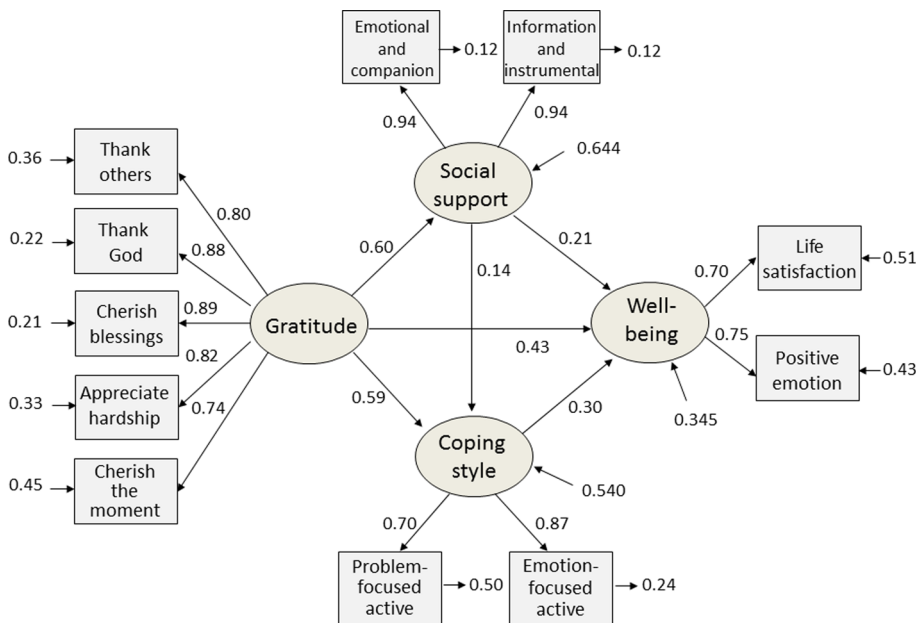 Emotional
and
companion
0.12
Information
and
instrumental
0.12
0.94
0.94
0.644
Social
support
0.36
Thank
others
0.80
0.22
Thank
God
0.88
0.60
0.14
0.21
0.21
Cherish
blessings
0.89
Gratitude
0.43
Well-
being
0.70
Life
satisfaction
0.51
0.75
Positive
emotion
0.43
0.345
0.33
Appreciate
hardship
0.82
0.74
0.59
0.30
0.45
Cherish
the
moment
Coping
style
0.540
0.70
0.87
Problem-
focused
active
0.50
Emotion-
focused
active
0.24